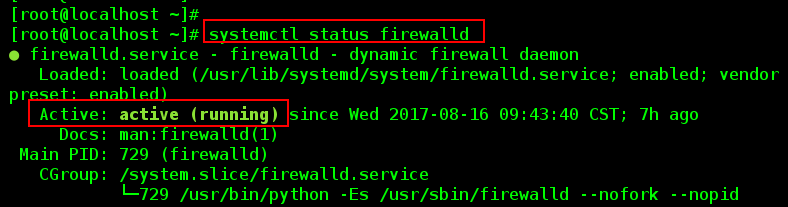 [root@localhost ~]#
[root@localhost ~]# systemctl status firewalld
● firewalld.service - firewalld - dynamic firewall daemon
Loaded: loaded (/usr/lib/systemd/system/firewalld.service; enabled; vendor
preset: enabled)
Active: active (running) since Wed 2017-08-16 09:43:40 CST; 7h ago
Docs: man:firewalld(1)
Main PID: 729 (firewalld)
CGroup: /system.slice/firewalld.service
└─729 /usr/bin/python -Es /usr/sbin/firewalld --nofork --nopid